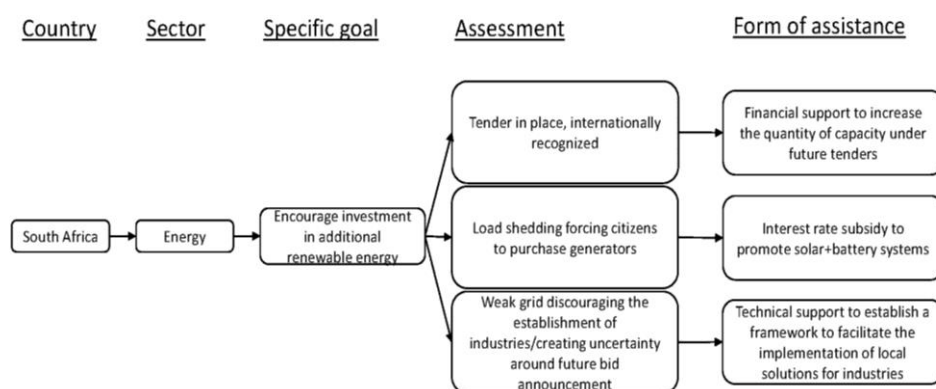 Country
Sector
Specific goal
Assessment
Form of assistance
South Africa
Energy
Encourage investment
in additional
renewable energy
Tender in place, internationally
recognized
Financial support to increase
the quantity of capacity under
future tenders
Load shedding forcing citizens
to purchase generators
Interest rate subsidy to
promote solar+battery systems
Weak grid discouraging the
establishment of
industries/creating uncertainty
around future bid
announcement
Technical support to establish a
framework to facilitate the
implementation of local
solutions for industries